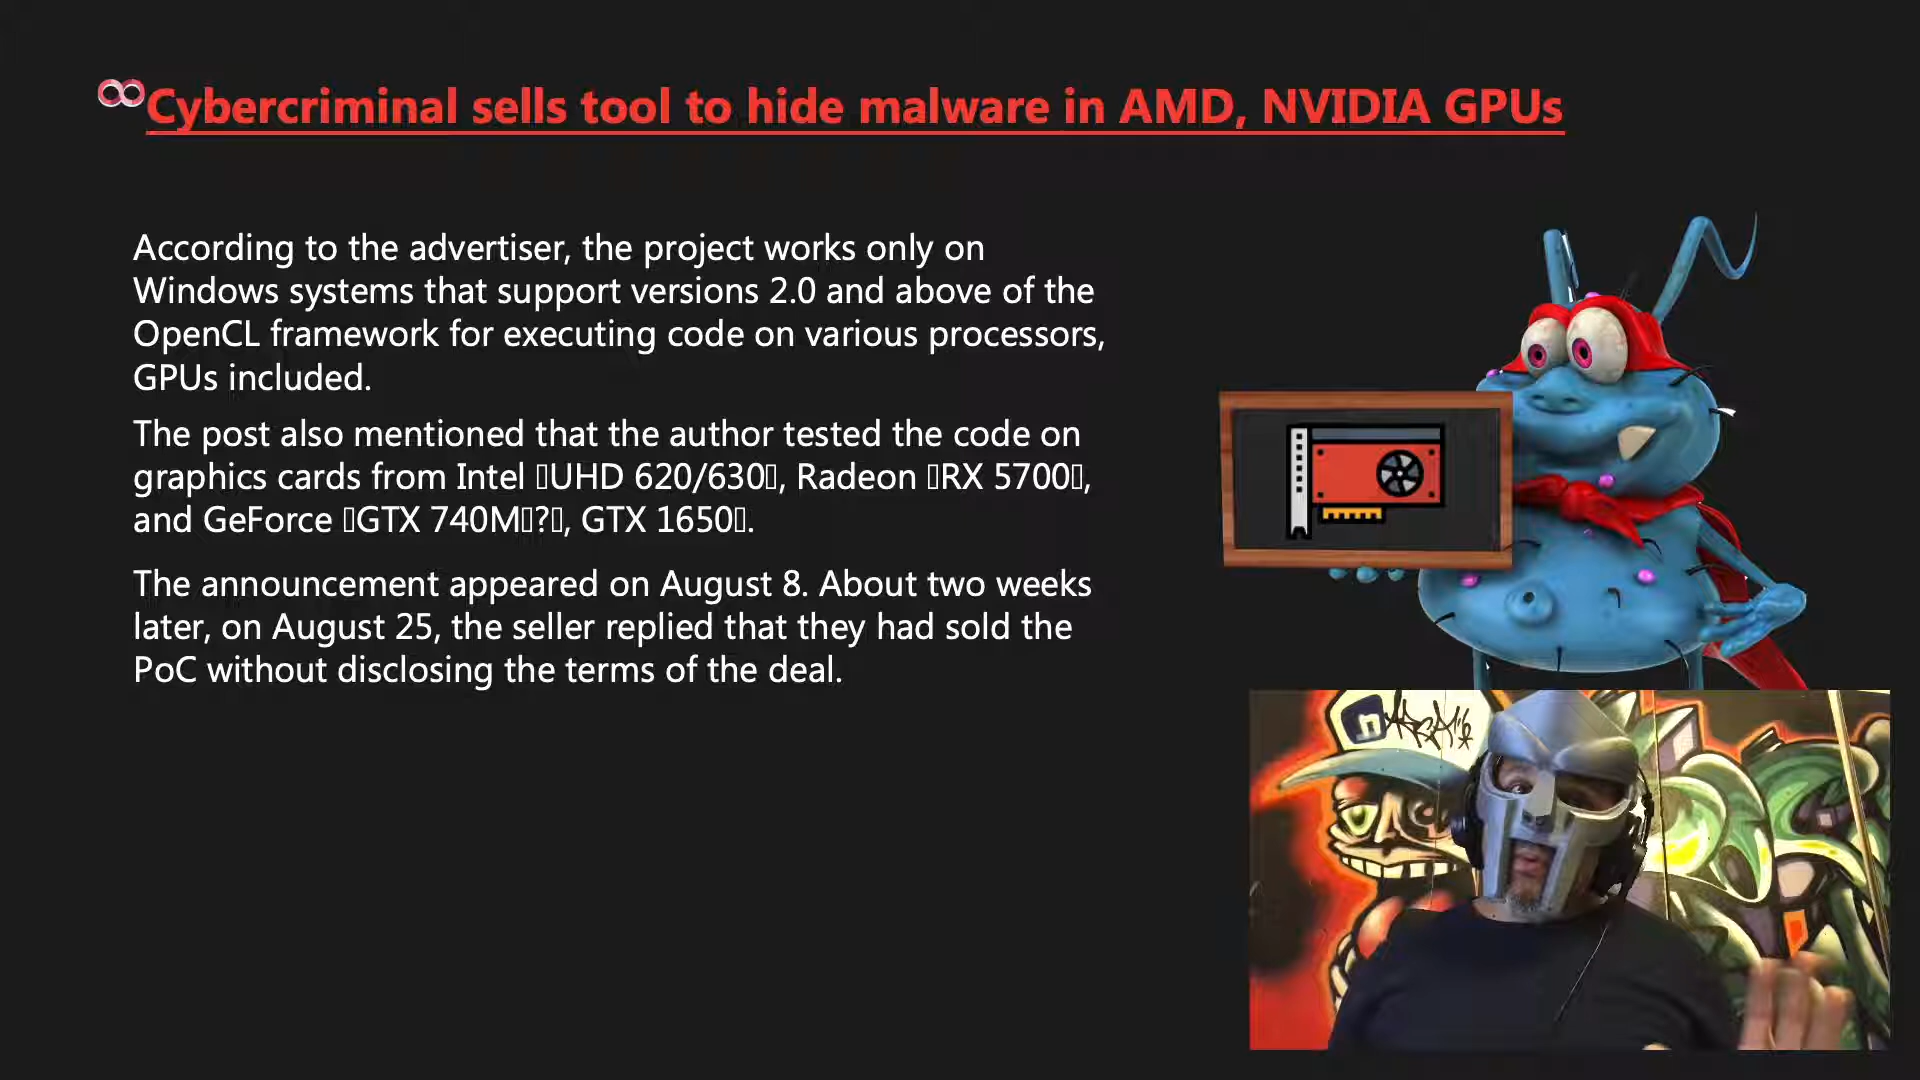 Cybercriminal sells tool to hide malware in AMD, NVIDIA GPUs
According to the advertiser, the project works only on
Windows systems that support versions 2.0 and above of the
OpenCL framework for executing code on various processors,
GPUs included.
The post also mentioned that the author tested the code on
graphics cards from Intel ▯UHD 620/630▯, Radeon ▯RX 5700▯,
and GeForce ▯GTX 740M▯?▯, GTX 1650▯.
The announcement appeared on August 8. About two weeks
later, on August 25, the seller replied that they had sold the
PoC without disclosing the terms of the deal.